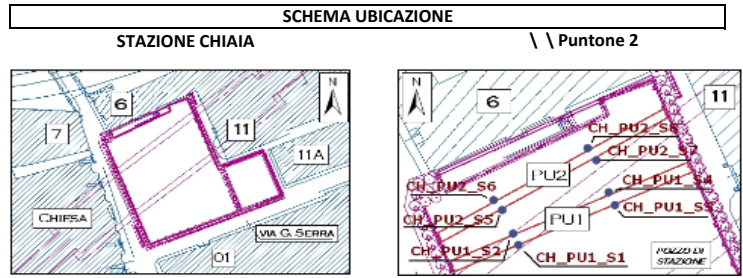 SCHEMA UBICAZIONE
STAZIONE CHIAIA
\ \ Puntone 2
N
6
7
11
11A
CHIESA
VIA G. SERRA
01
N
6
11
CH_PU2_S8
CH_PU2_S7
PU2
CH_PU2_S6
CH_PU1_S4
CH_PU2_S5
PU1
CH_PU1_S3
CH_PU1_S2
CH_PU1_S1
POZZO DI
STAZIONE